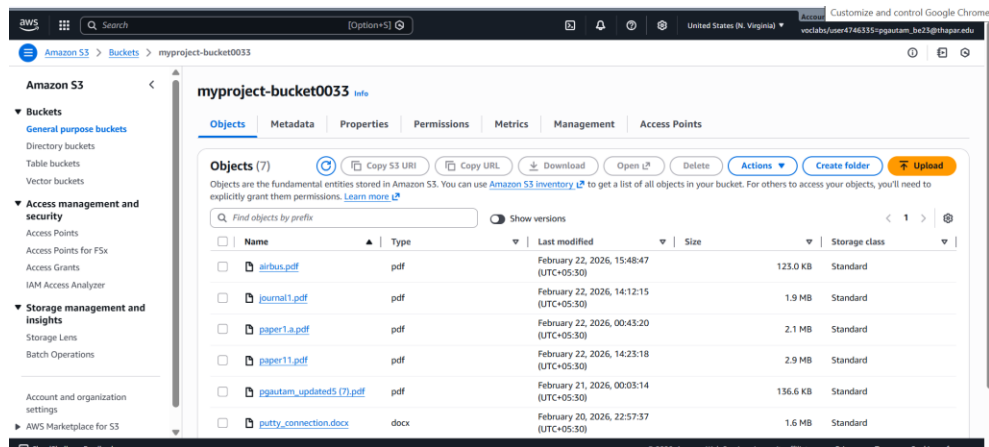 Customize and control Google Chrome
aws
Search
[Option+S]
United States (N. Virginia)
Accoun
voclabs/user4746335=pgautam_be23@thapar.edu
Amazon S3 > Buckets > myproject-bucket0033
Amazon S3
Buckets
General purpose buckets
Directory buckets
Table buckets
Vector buckets
Access management and
security
Access Points
Access Points for FSx
Access Grants
IAM Access Analyzer
Storage management and
insights
Storage Lens
Batch Operations
Account and organization
settings
AWS Marketplace for S3
myproject-bucket0033 Info
Objects Metadata Properties Permissions Metrics Management Access Points
Objects (7) Copy S3 URI Copy URL Download Open Delete Actions Create folder Upload
Objects are the fundamental entities stored in Amazon S3. You can use Amazon S3 inventory to get a list of all objects in your bucket. For others to access your objects, you'll need to
explicitly grant them permissions. Learn more
Find objects by prefix Show versions < 1 >
Name Type Last modified Size Storage class
airbus.pdf pdf February 22, 2026, 15:48:47 (UTC+05:30) 123.0 KB Standard
journal1.pdf pdf February 22, 2026, 14:12:15 (UTC+05:30) 1.9 MB Standard
paper1.a.pdf pdf February 22, 2026, 00:43:20 (UTC+05:30) 2.1 MB Standard
paper11.pdf pdf February 22, 2026, 14:23:18 (UTC+05:30) 2.9 MB Standard
pgautam_updated5 (7).pdf pdf February 21, 2026, 00:03:14 (UTC+05:30) 136.6 KB Standard
putty_connection.docx docx February 20, 2026, 22:57:37 (UTC+05:30) 1.6 MB Standard